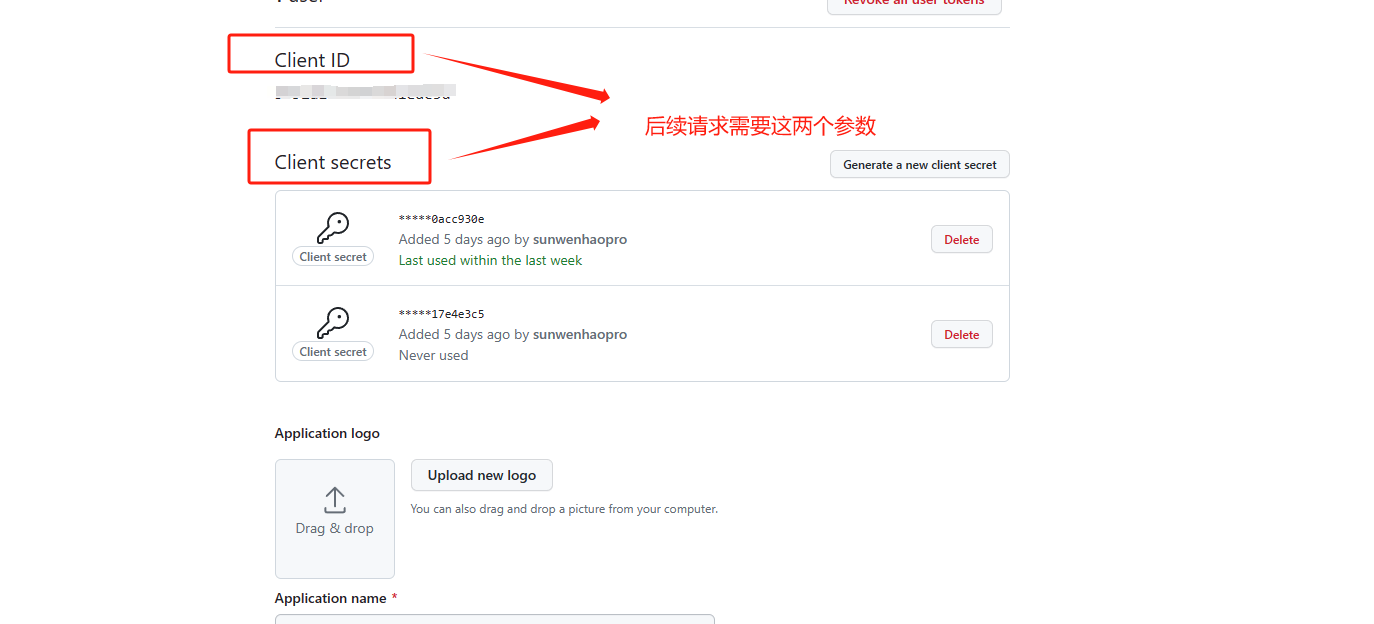 Revoke all user tokens
Client ID
后续请求需要这两个参数
Client secrets
Generate a new client secret
*****0acc930e
Added 5 days ago by sunwenhaopro
Client secret
Last used within the last week
Delete
*****17e4e3c5
Added 5 days ago by sunwenhaopro
Client secret
Never used
Delete
Application logo
Upload new logo
You can also drag and drop a picture from your computer.
Drag & drop
Application name *